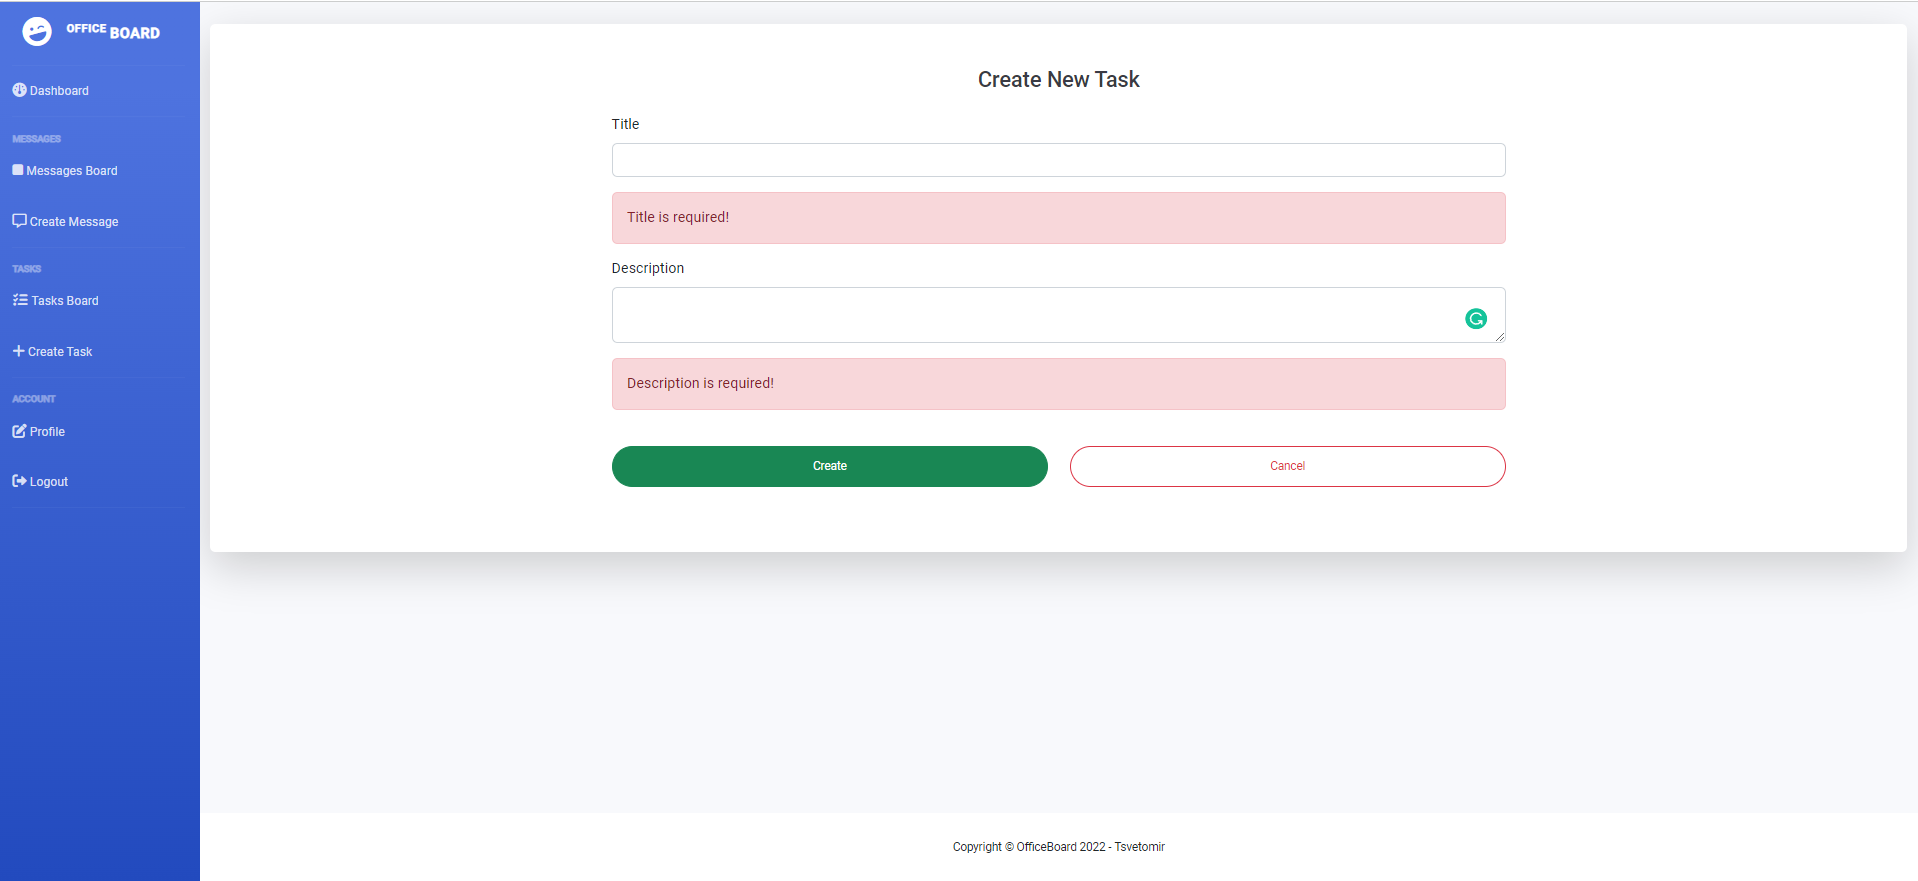 OFFICE BOARD
Dashboard
MESSAGES
Messages Board
Create Message
TASKS
Tasks Board
Create Task
ACCOUNT
Profile
Logout
Create New Task
Title
Title is required!
Description
Description is required!
Create
Cancel
Copyright © OfficeBoard 2022 - Tsvetomir